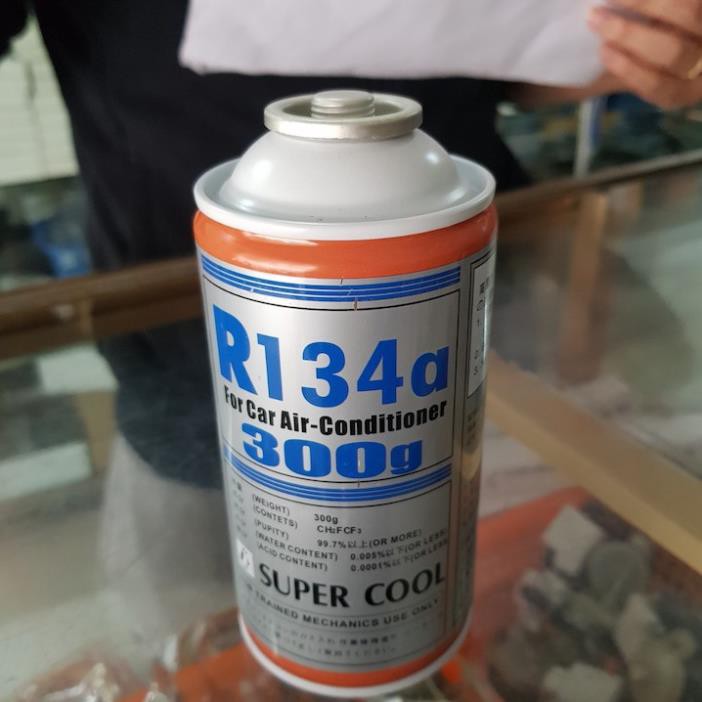 R134a
For Car Air-Conditioner
300g
(WEIGHT) 300g
(CONTETS) CH₂FCF₃
(PUPITY) 99.7%以上(OR MORE)
(WATER CONTENT) 0.005%以下(OR LESS
(ACID CONTENT) 0.0001%以下(OR LESS
SUPER COOL
TRAINED MECHANICS USE ONLY